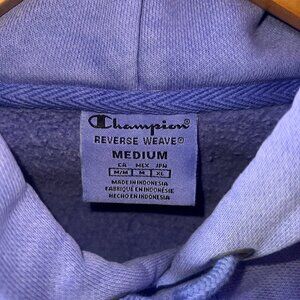 Champion®
REVERSE WEAVE®
MEDIUM
CA MEX JPN
M/M M XL
MADE IN INDONESIA
FABRIQUÉ EN INDONÉSIE
HECHO EN INDONESIA